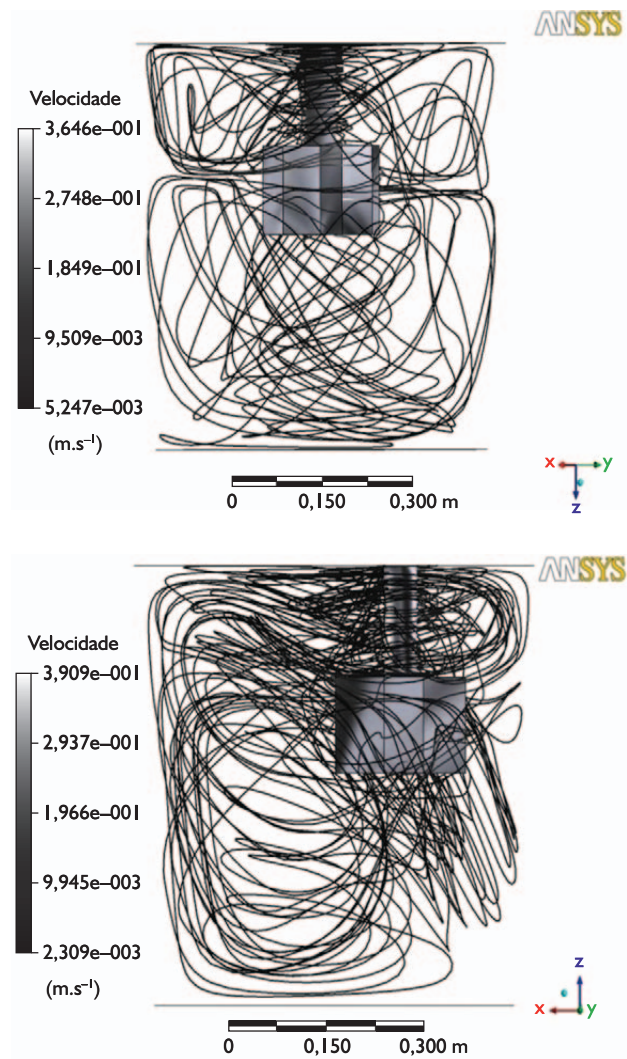 ANSYS
Velocidade
3,646e–001
2,748e–001
1,849e–001
9,509e–003
5,247e–003
(m.s⁻¹)
0 0,150 0,300 m
x y
z
ANSYS
Velocidade
3,909e–001
2,937e–001
1,966e–001
9,945e–003
2,309e–003
(m.s⁻¹)
0 0,150 0,300 m
z
x y